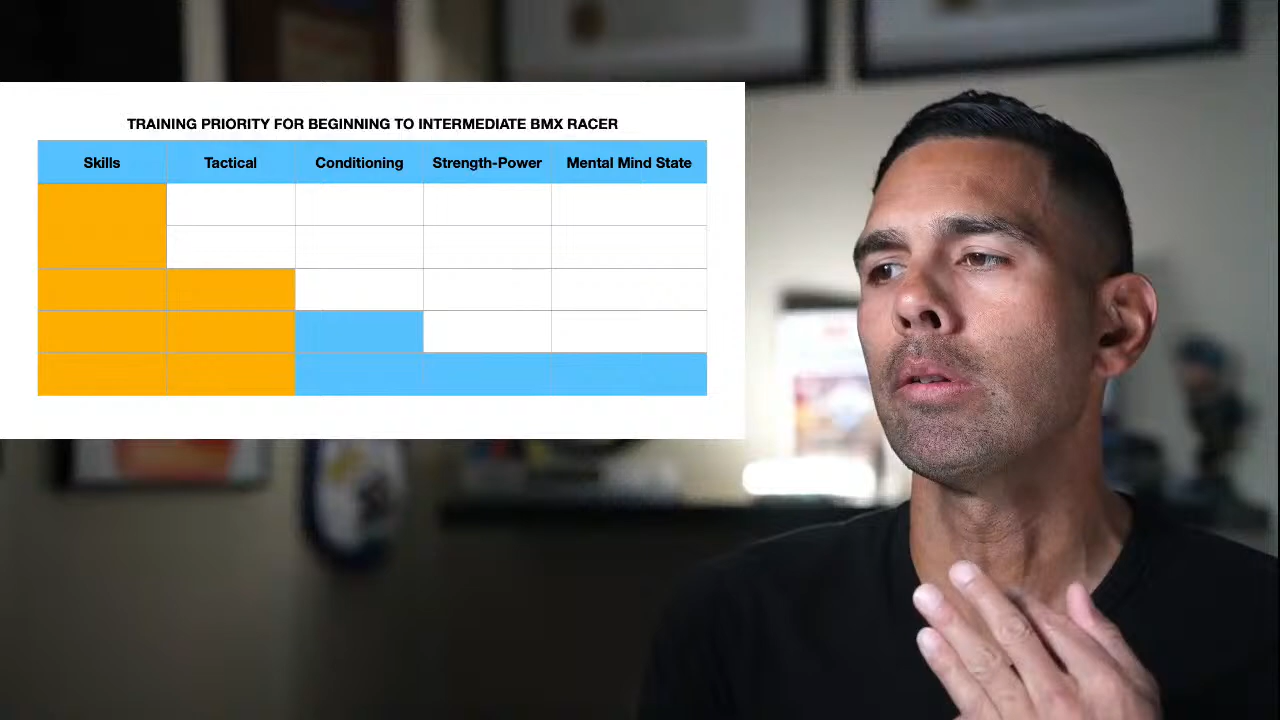 TRAINING PRIORITY FOR BEGINNING TO INTERMEDIATE BMX RACER
Skills Tactical Conditioning Strength-Power Mental Mind State